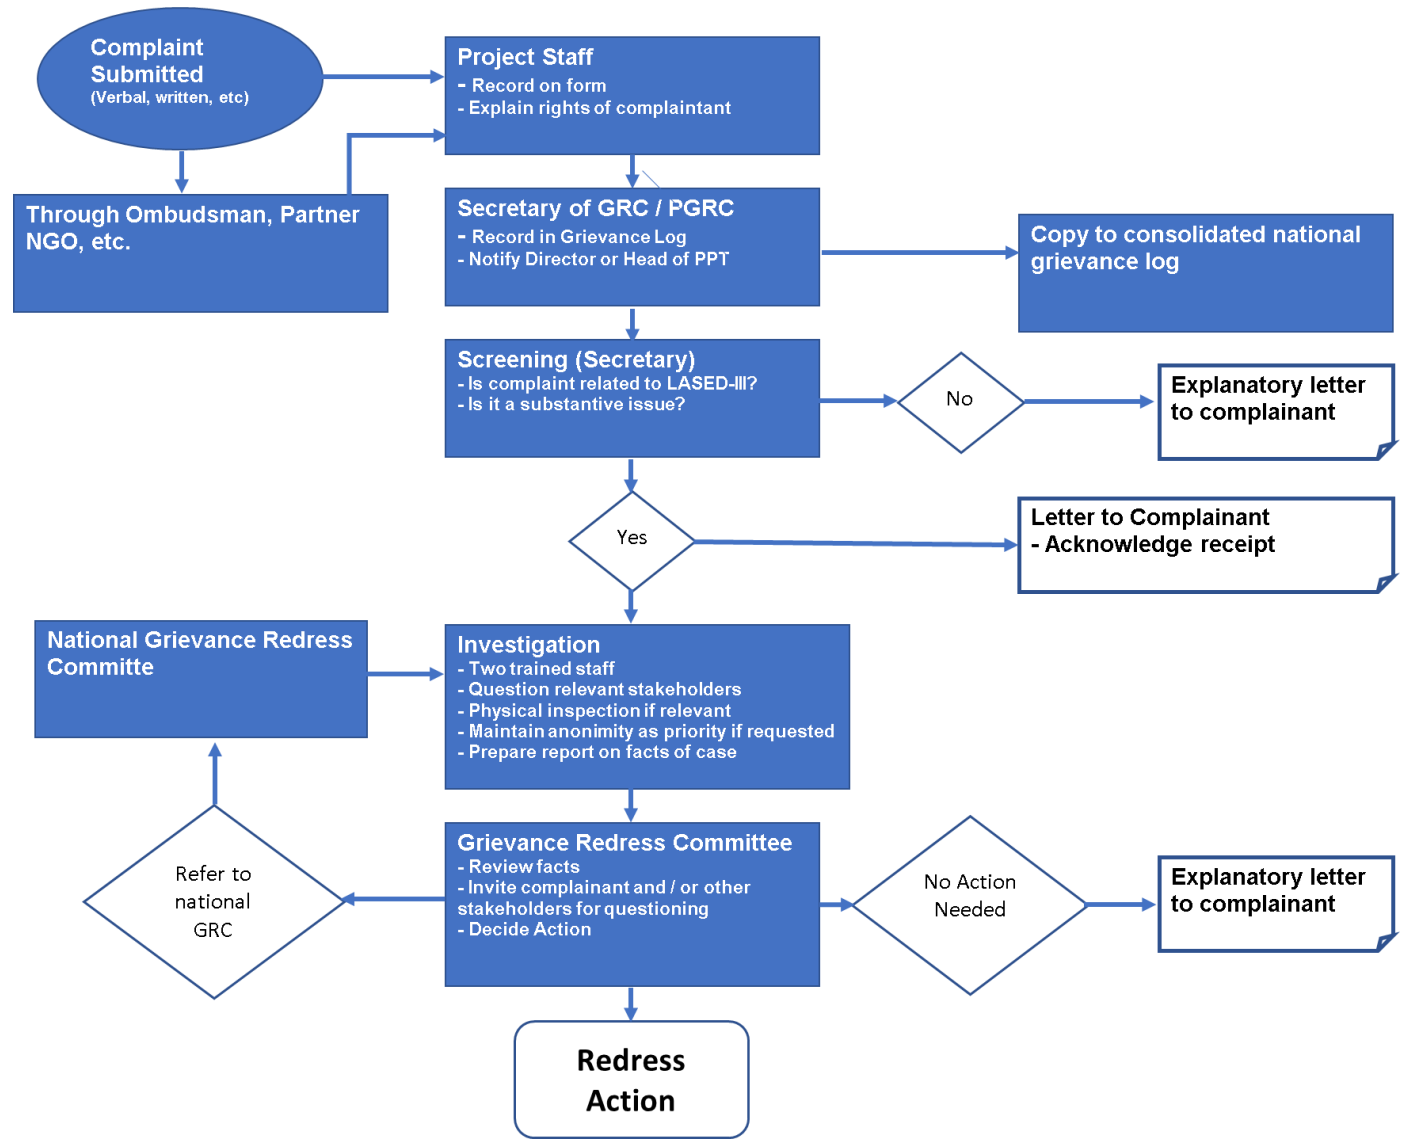 Complaint
Submitted
(Verbal, written, etc)
Project Staff
- Record on form
- Explain rights of complaintant
Through Ombudsman, Partner
NGO, etc.
Secretary of GRC / PGRC
- Record in Grievance Log
- Notify Director or Head of PPT
Copy to consolidated national
grievance log
Screening (Secretary)
- Is complaint related to LASED-III?
- Is it a substantive issue?
No
Explanatory letter
to complainant
Yes
Letter to Complainant
- Acknowledge receipt
National Grievance Redress
Committe
Investigation
- Two trained staff
- Question relevant stakeholders
- Physical inspection if relevant
- Maintain anonimity as priority if requested
- Prepare report on facts of case
Refer to
national
GRC
Grievance Redress Committee
- Review facts
- Invite complainant and / or other
stakeholders for questioning
- Decide Action
No Action
Needed
Explanatory letter
to complainant
Redress
Action